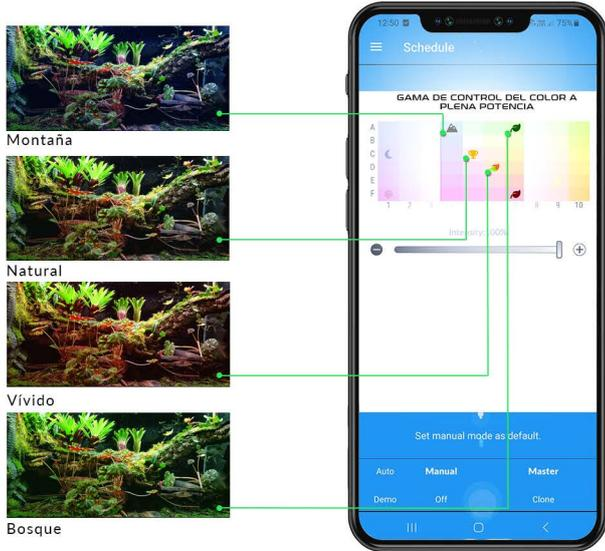 Montaña
Natural
Vívido
Bosque
12:50
75%
Schedule
GAMA DE CONTROL DEL COLOR A
PLENA POTENCIA
A
B
C
D
E
F
1 2 8 9 10
Intensity: 100%
Set manual mode as default.
Auto Manual Master
Demo Off Clone